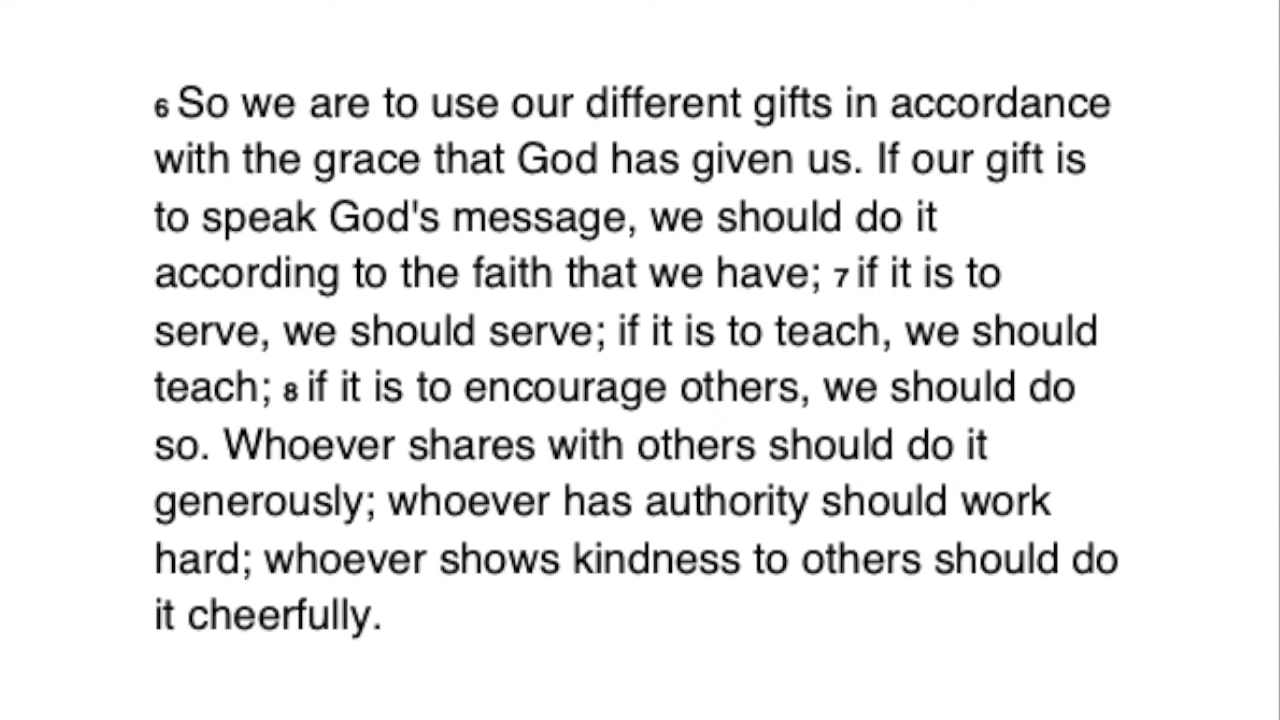 6 So we are to use our different gifts in accordance
with the grace that God has given us. If our gift is
to speak God's message, we should do it
according to the faith that we have; 7 if it is to
serve, we should serve; if it is to teach, we should
teach; 8 if it is to encourage others, we should do
so. Whoever shares with others should do it
generously; whoever has authority should work
hard; whoever shows kindness to others should do
it cheerfully.